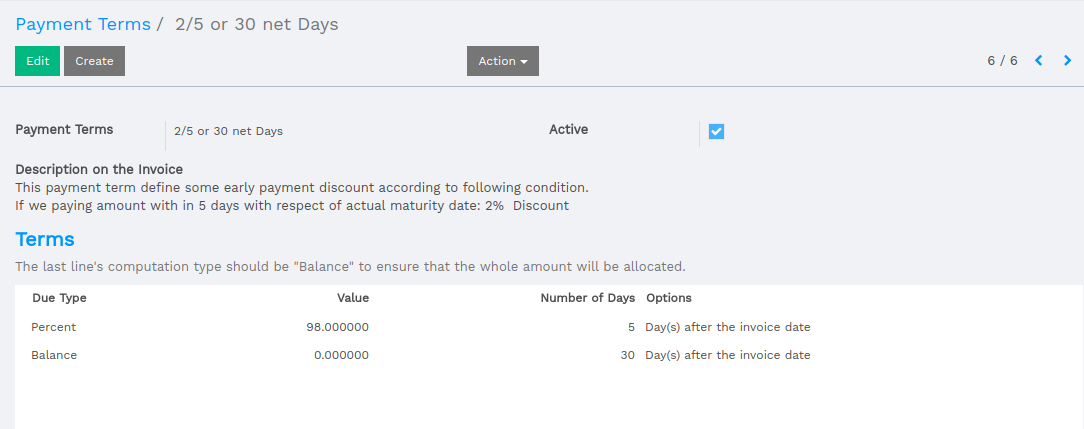 Payment Terms / 2/5 or 30 net Days
Edit Create Action 6 / 6
Payment Terms 2/5 or 30 net Days Active
Description on the Invoice
This payment term define some early payment discount according to following condition.
If we paying amount with in 5 days with respect of actual maturity date: 2% Discount
Terms
The last line's computation type should be "Balance" to ensure that the whole amount will be allocated.
Due Type Value Number of Days Options
Percent 98.000000 5 Day(s) after the invoice date
Balance 0.000000 30 Day(s) after the invoice date